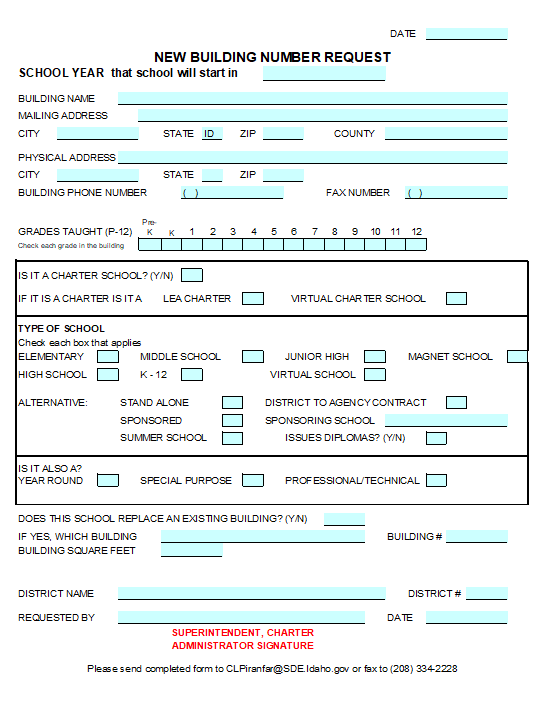 DATE
NEW BUILDING NUMBER REQUEST
SCHOOL YEAR that school will start in
BUILDING NAME
MAILING ADDRESS
CITY STATE ID ZIP COUNTY
PHYSICAL ADDRESS
CITY STATE ZIP
BUILDING PHONE NUMBER ( ) FAX NUMBER ( )
GRADES TAUGHT (P-12) Pre-K K 1 2 3 4 5 6 7 8 9 10 11 12
Check each grade in the building
IS IT A CHARTER SCHOOL? (Y/N)
IF IT IS A CHARTER IS IT A LEA CHARTER VIRTUAL CHARTER SCHOOL
TYPE OF SCHOOL
Check each box that applies
ELEMENTARY MIDDLE SCHOOL JUNIOR HIGH MAGNET SCHOOL
HIGH SCHOOL K - 12 VIRTUAL SCHOOL
ALTERNATIVE: STAND ALONE DISTRICT TO AGENCY CONTRACT
SPONSORED SPONSORING SCHOOL
SUMMER SCHOOL ISSUES DIPLOMAS? (Y/N)
IS IT ALSO A?
YEAR ROUND SPECIAL PURPOSE PROFESSIONAL/TECHNICAL
DOES THIS SCHOOL REPLACE AN EXISTING BUILDING? (Y/N)
IF YES, WHICH BUILDING BUILDING #
BUILDING SQUARE FEET
DISTRICT NAME DISTRICT #
REQUESTED BY DATE
SUPERINTENDENT, CHARTER
ADMINISTRATOR SIGNATURE
Please send completed form to CLPiranfar@SDE.Idaho.gov or fax to (208) 334-2228